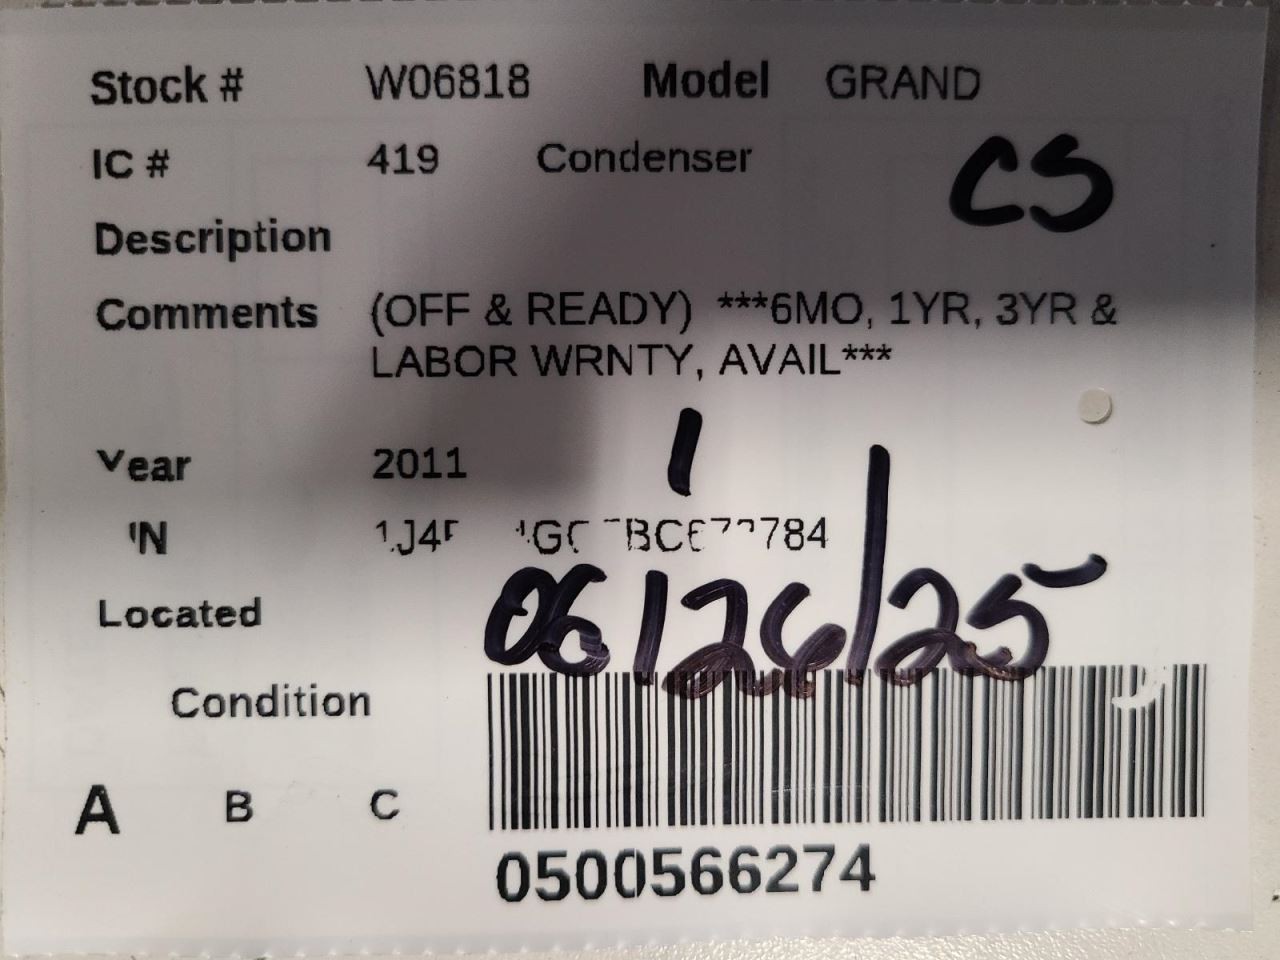 Stock # W06818 Model GRAND
IC # 419 Condenser
CS
Description
Comments (OFF & READY) ***6MO, 1YR, 3YR &
LABOR WRNTY, AVAIL***
Year 2011
Located
06/26/25
Condition
A B C
0500566274